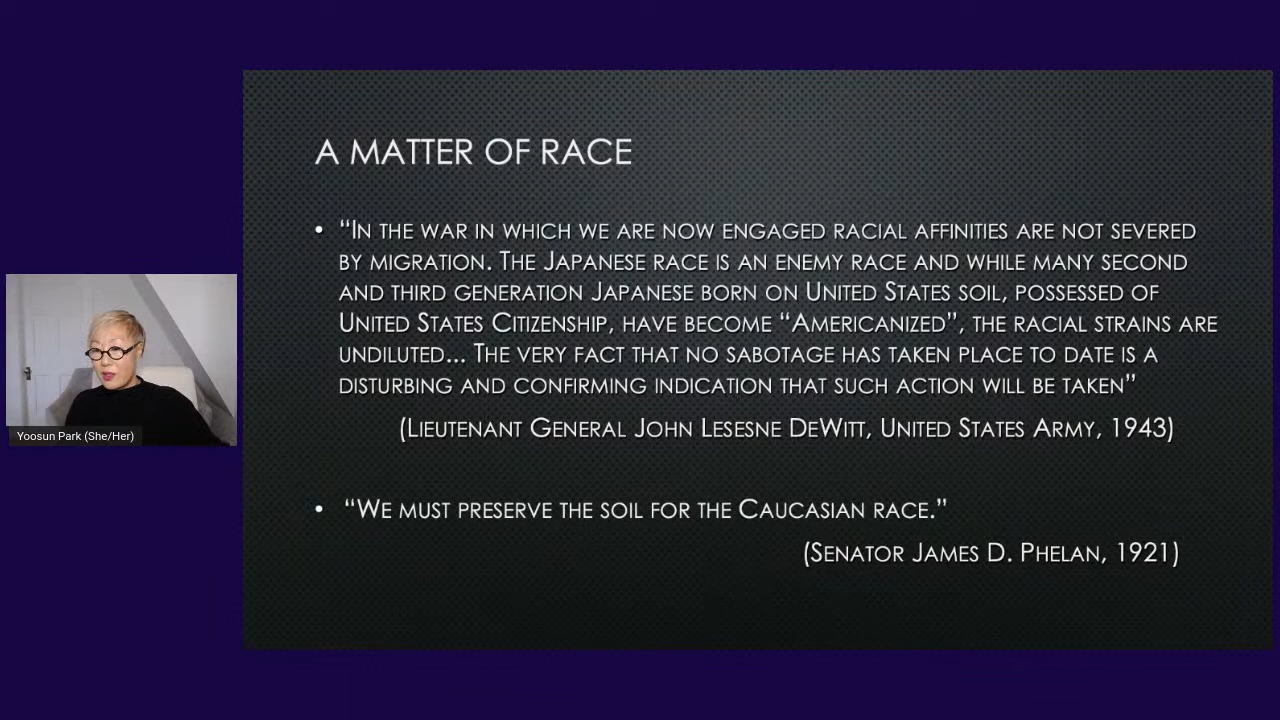 A MATTER OF RACE
• “IN THE WAR IN WHICH WE ARE NOW ENGAGED RACIAL AFFINITIES ARE NOT SEVERED
BY MIGRATION. THE JAPANESE RACE IS AN ENEMY RACE AND WHILE MANY SECOND
AND THIRD GENERATION JAPANESE BORN ON UNITED STATES SOIL, POSSESSED OF
UNITED STATES CITIZENSHIP, HAVE BECOME “AMERICANIZED”, THE RACIAL STRAINS ARE
UNDILUTED... THE VERY FACT THAT NO SABOTAGE HAS TAKEN PLACE TO DATE IS A
DISTURBING AND CONFIRMING INDICATION THAT SUCH ACTION WILL BE TAKEN”
(LIEUTENANT GENERAL JOHN LESESNE DEWITT, UNITED STATES ARMY, 1943)
• “WE MUST PRESERVE THE SOIL FOR THE CAUCASIAN RACE.”
(SENATOR JAMES D. PHELAN, 1921)
Yoosun Park (She/Her)